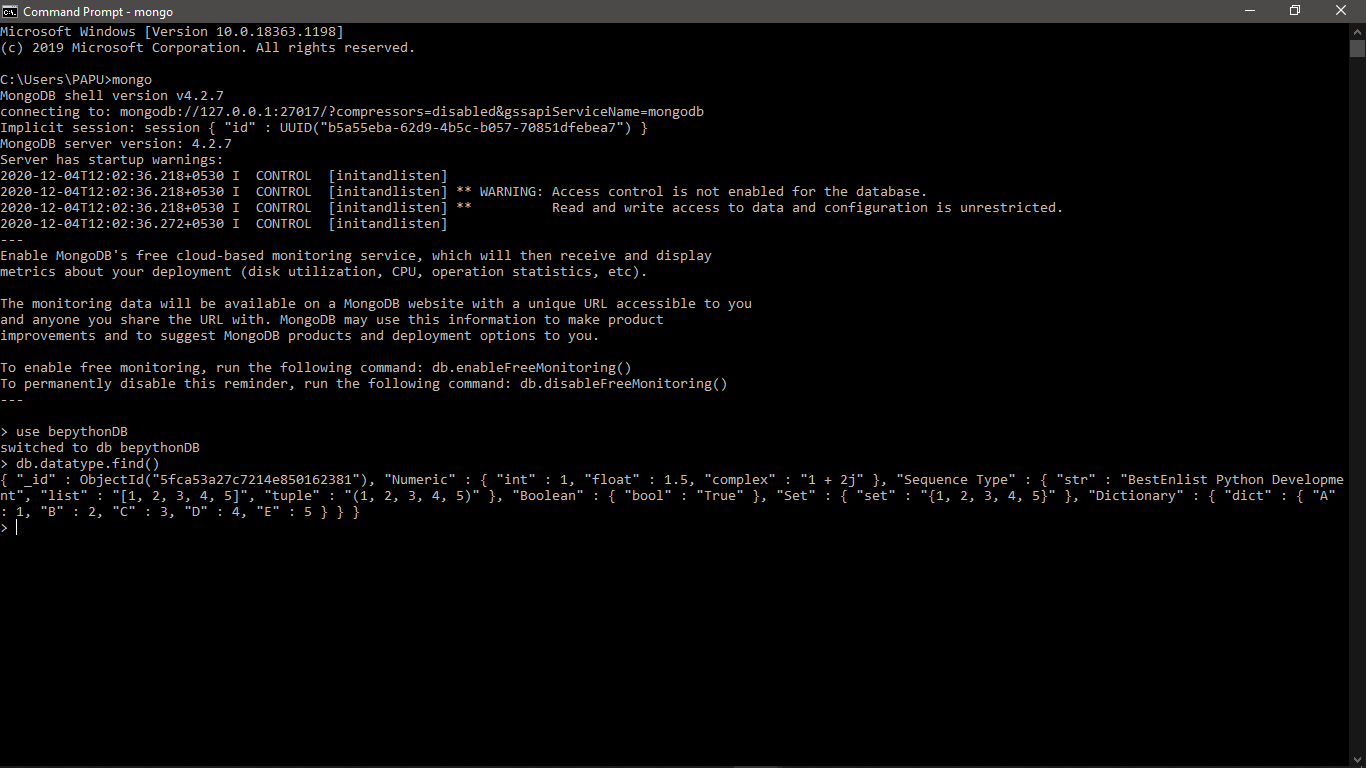 Command Prompt - mongo
Microsoft Windows [Version 10.0.18363.1198]
(c) 2019 Microsoft Corporation. All rights reserved.
C:\Users\PAPU>mongo
MongoDB shell version v4.2.7
connecting to: mongodb://127.0.0.1:27017/?compressors=disabled&gssapiServiceName=mongodb
Implicit session: session { "id" : UUID("b5a55eba-62d9-4b5c-b057-70851dfebea7") }
MongoDB server version: 4.2.7
Server has startup warnings:
2020-12-04T12:02:36.218+0530 I  CONTROL  [initandlisten]
2020-12-04T12:02:36.218+0530 I  CONTROL  [initandlisten] ** WARNING: Access control is not enabled for the database.
2020-12-04T12:02:36.218+0530 I  CONTROL  [initandlisten] **          Read and write access to data and configuration is unrestricted.
2020-12-04T12:02:36.272+0530 I  CONTROL  [initandlisten]
---
Enable MongoDB's free cloud-based monitoring service, which will then receive and display
metrics about your deployment (disk utilization, CPU, operation statistics, etc).
The monitoring data will be available on a MongoDB website with a unique URL accessible to you
and anyone you share the URL with. MongoDB may use this information to make product
improvements and to suggest MongoDB products and deployment options to you.
To enable free monitoring, run the following command: db.enableFreeMonitoring()
To permanently disable this reminder, run the following command: db.disableFreeMonitoring()
---
> use bepythonDB
switched to db bepythonDB
> db.datatype.find()
{ "_id" : ObjectId("5fca53a27c7214e850162381"), "Numeric" : { "int" : 1, "float" : 1.5, "complex" : "1 + 2j" }, "Sequence Type" : { "str" : "BestEnlist Python Developme
nt", "list" : "[1, 2, 3, 4, 5]", "tuple" : "(1, 2, 3, 4, 5)" }, "Boolean" : { "bool" : "True" }, "Set" : { "set" : "{1, 2, 3, 4, 5}" }, "Dictionary" : { "dict" : { "A"
: 1, "B" : 2, "C" : 3, "D" : 4, "E" : 5 } } }
>